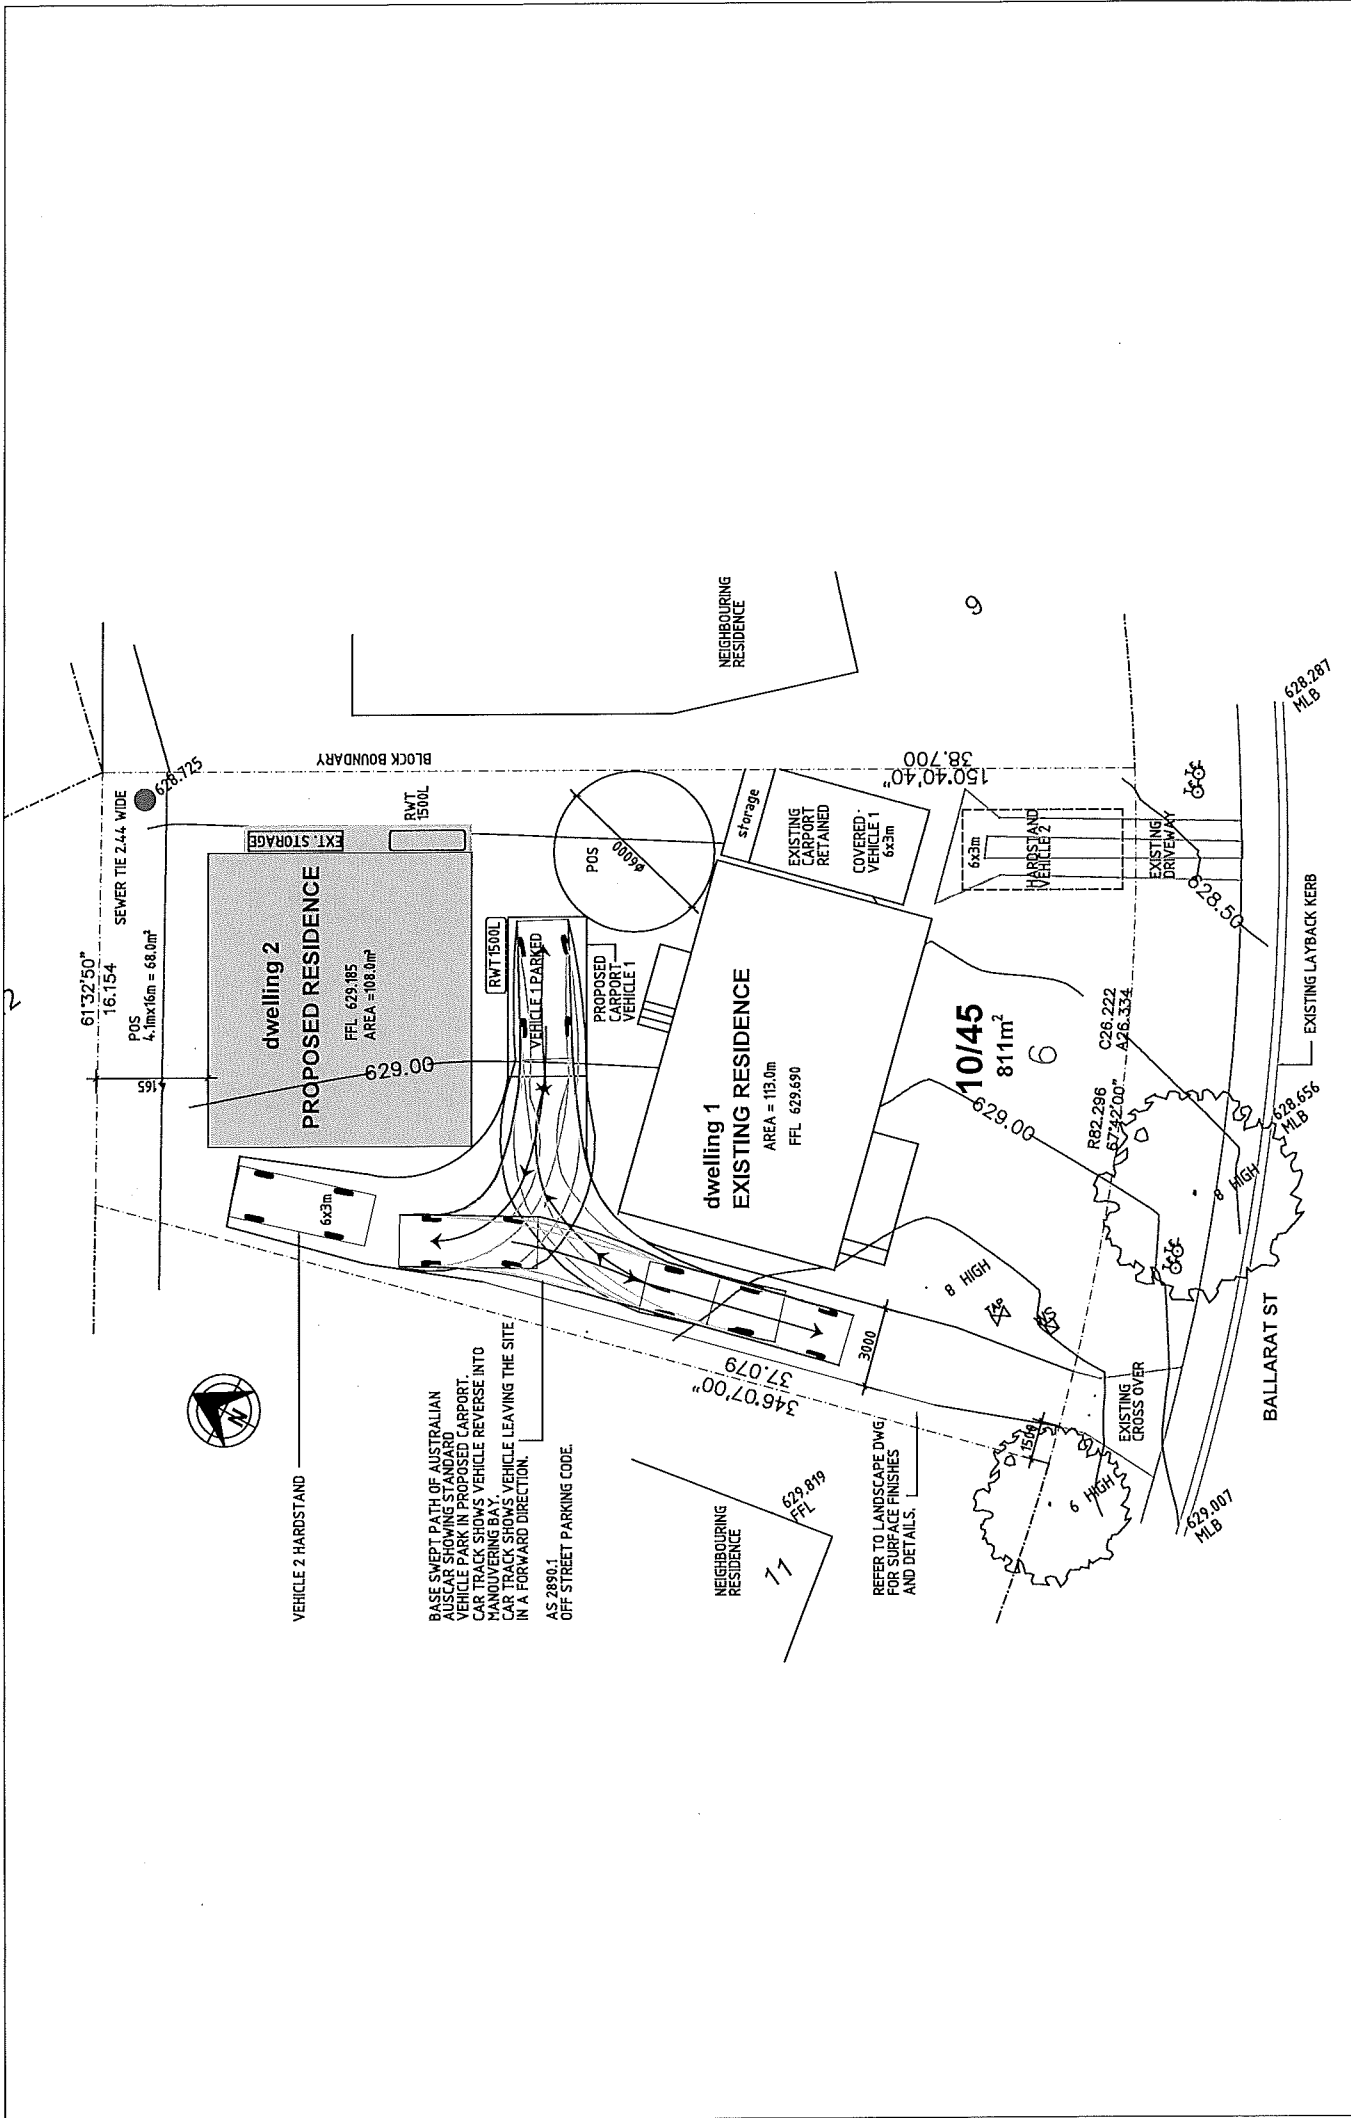 2
61°32'50"
16.154
POS
4.1mx16m = 68.0m²
SEWER TIE 2.44 WIDE
628.725
dwelling 2
PROPOSED RESIDENCE
FFL 629.185
AREA =108.0m²
EXT. STORAGE
RWT
1500L
BLOCK BOUNDARY
629.00
6x3m
VEHICLE 2 HARDSTAND
N
BASE SWEPT PATH OF AUSTRALIAN
AUSCAR SHOWING STANDARD
VEHICLE PARK IN PROPOSED CARPORT.
CAR TRACK SHOWS VEHICLE REVERSE INTO
MANOUVERING BAY.
CAR TRACK SHOWS VEHICLE LEAVING THE SITE
IN A FORWARD DIRECTION.
AS 2890.1
OFF STREET PARKING CODE.
RWT 1500L
VEHICLE 1 PARKED
PROPOSED
CARPORT
VEHICLE 1
POS
ø6000
NEIGHBOURING
RESIDENCE
9
storage
EXISTING
CARPORT
RETAINED
COVERED
VEHICLE 1
6x3m
150°40'40"
38.700
dwelling 1
EXISTING RESIDENCE
AREA = 113.0m
FFL 629.690
346°07'00"
37.079
3000
NEIGHBOURING
RESIDENCE
11
629.819
FFL
REFER TO LANDSCAPE DWG
FOR SURFACE FINISHES
AND DETAILS.
10/45
811m²
6
629.00
6x3m
HARDSTAND
VEHICLE 2
EXISTING
DRIVEWAY
628.50
C26.222
A26.334
R82.296
67°42'00"
8 HIGH
TAP
8 HIGH
1500
6 HIGH
EXISTING
CROSS OVER
629.007
MLB
628.656
MLB
628.287
MLB
BALLARAT ST
EXISTING LAYBACK KERB